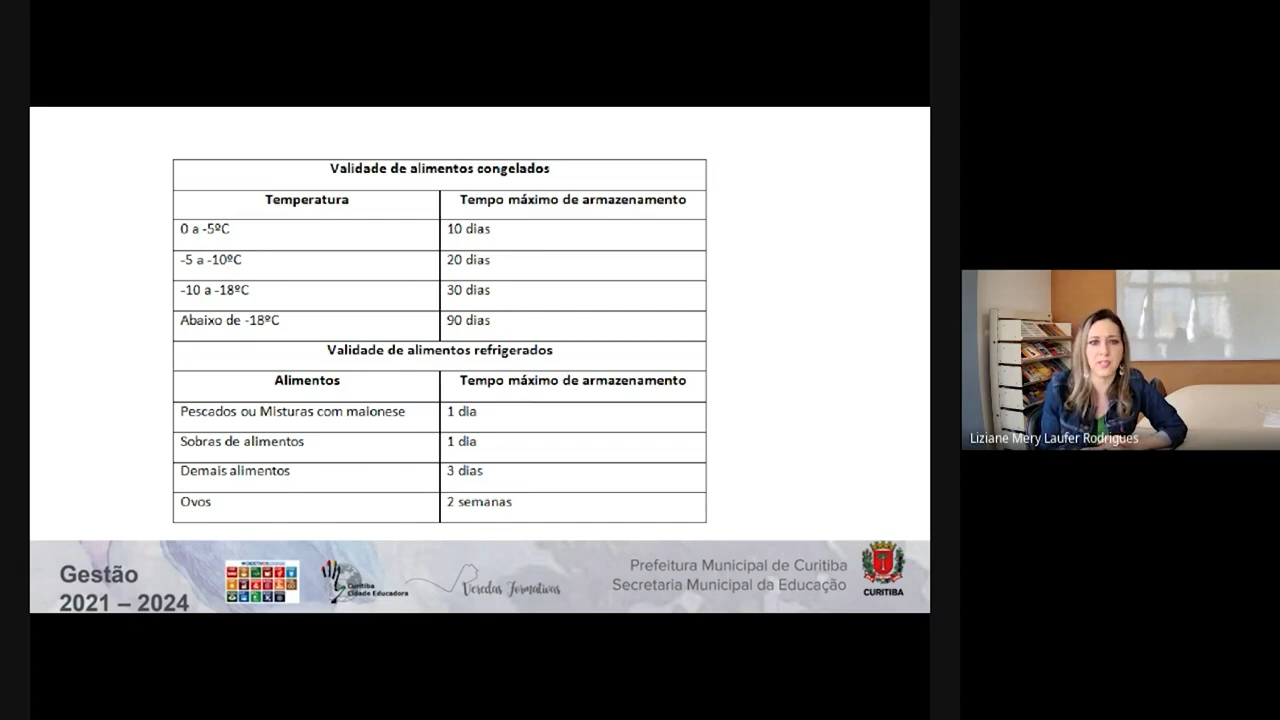 Validade de alimentos congelados
Temperatura
Tempo máximo de armazenamento
0 a -5ºC
10 dias
-5 a -10ºC
20 dias
-10 a -18ºC
30 dias
Abaixo de -18ºC
90 dias
Validade de alimentos refrigerados
Alimentos
Tempo máximo de armazenamento
Pescados ou Misturas com maionese
1 dia
Sobras de alimentos
1 dia
Demais alimentos
3 dias
Ovos
2 semanas
Liziane Mery Laufer Rodrigues
Gestão
2021 – 2024
Curitiba
Cidade Educadora
Veredas Formativas
Prefeitura Municipal de Curitiba
Secretaria Municipal da Educação
CURITIBA